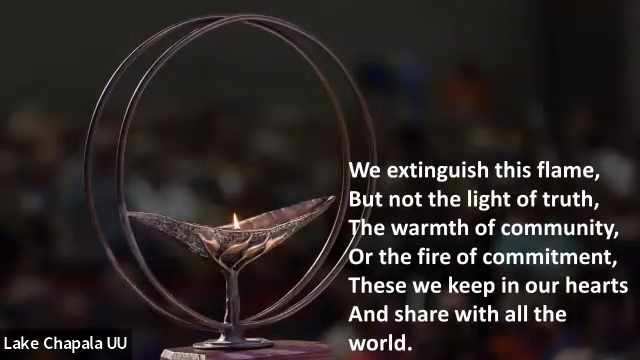 We extinguish this flame,
But not the light of truth,
The warmth of community,
Or the fire of commitment,
These we keep in our hearts
And share with all the
world.
Lake Chapala UU